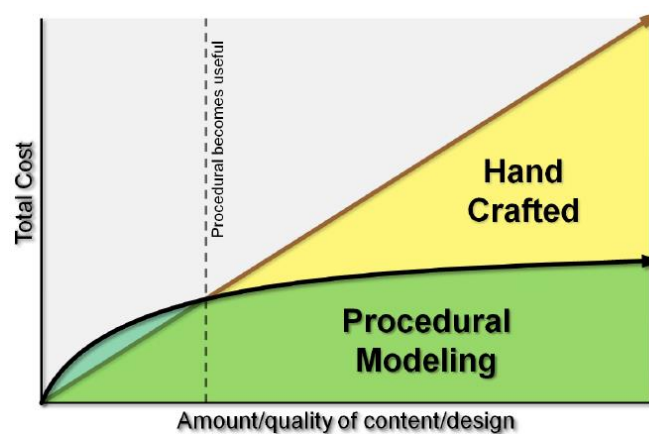 Total Cost
Procedural becomes useful
Hand
Crafted
Procedural
Modeling
Amount/quality of content/design